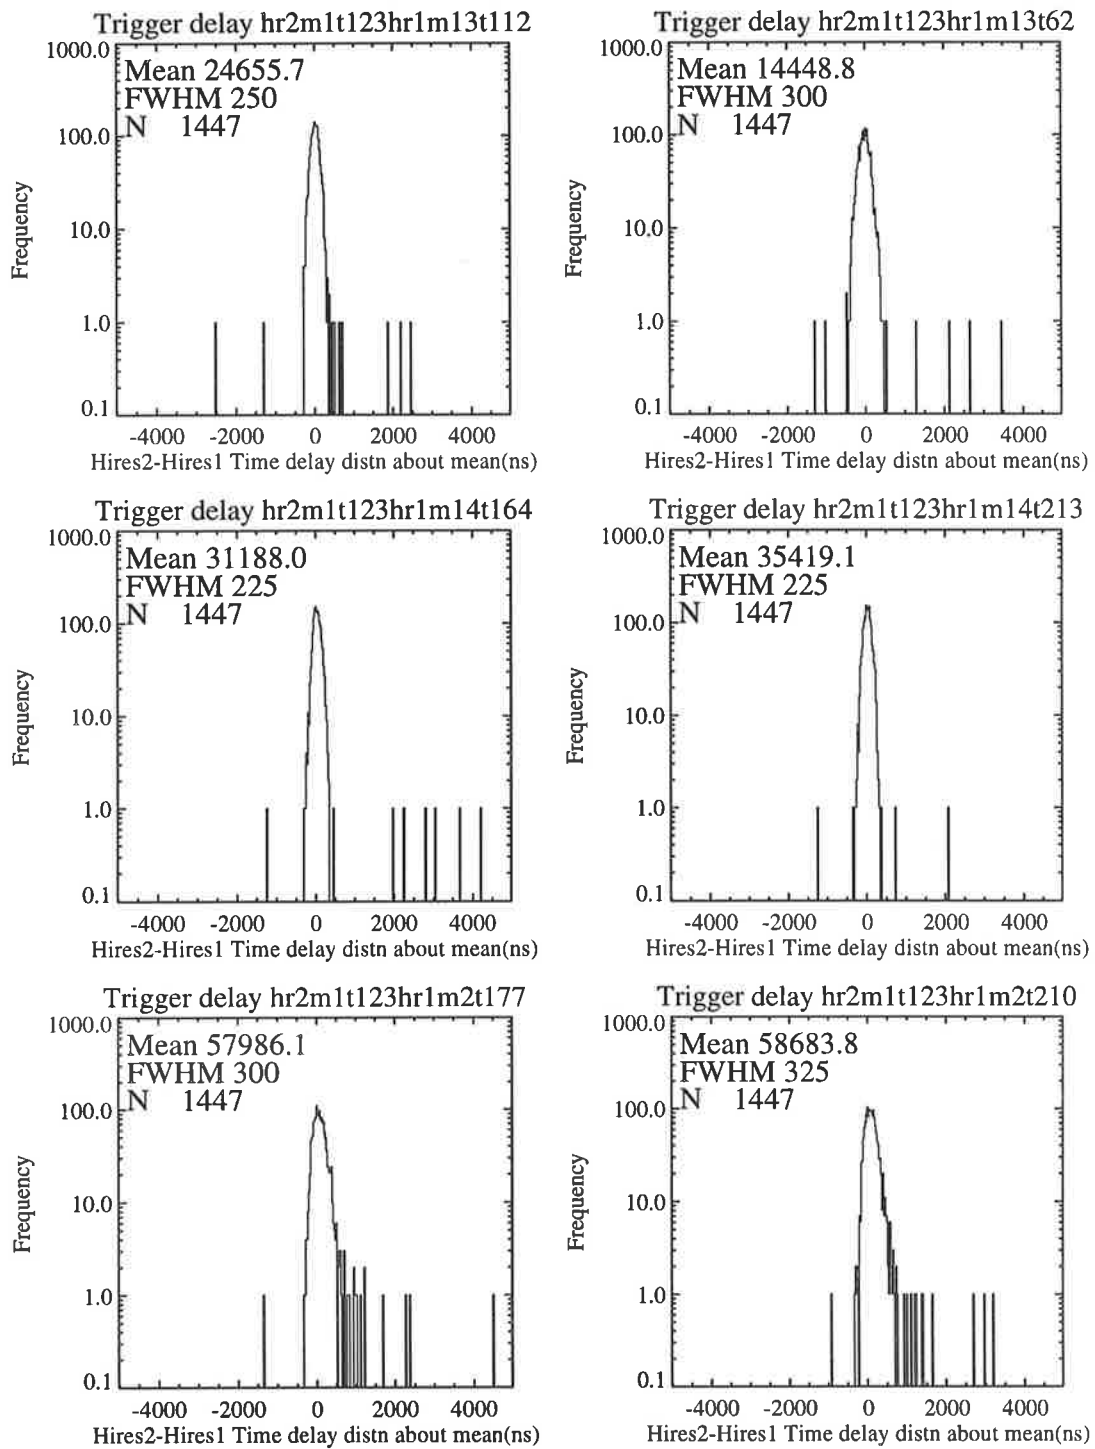 Trigger delay hr2m1t123hr1m13t112
Mean 24655.7
FWHM 250
N 1447
1000.0
100.0
10.0
1.0
0.1
Frequency
-4000 -2000 0 2000 4000
Hires2-Hires1 Time delay distn about mean(ns)
Trigger delay hr2m1t123hr1m13t62
Mean 14448.8
FWHM 300
N 1447
1000.0
100.0
10.0
1.0
0.1
Frequency
-4000 -2000 0 2000 4000
Hires2-Hires1 Time delay distn about mean(ns)
Trigger delay hr2m1t123hr1m14t164
Mean 31188.0
FWHM 225
N 1447
1000.0
100.0
10.0
1.0
0.1
Frequency
-4000 -2000 0 2000 4000
Hires2-Hires1 Time delay distn about mean(ns)
Trigger delay hr2m1t123hr1m14t213
Mean 35419.1
FWHM 225
N 1447
1000.0
100.0
10.0
1.0
0.1
Frequency
-4000 -2000 0 2000 4000
Hires2-Hires1 Time delay distn about mean(ns)
Trigger delay hr2m1t123hr1m2t177
Mean 57986.1
FWHM 300
N 1447
1000.0
100.0
10.0
1.0
0.1
Frequency
-4000 -2000 0 2000 4000
Hires2-Hires1 Time delay distn about mean(ns)
Trigger delay hr2m1t123hr1m2t210
Mean 58683.8
FWHM 325
N 1447
1000.0
100.0
10.0
1.0
0.1
Frequency
-4000 -2000 0 2000 4000
Hires2-Hires1 Time delay distn about mean(ns)